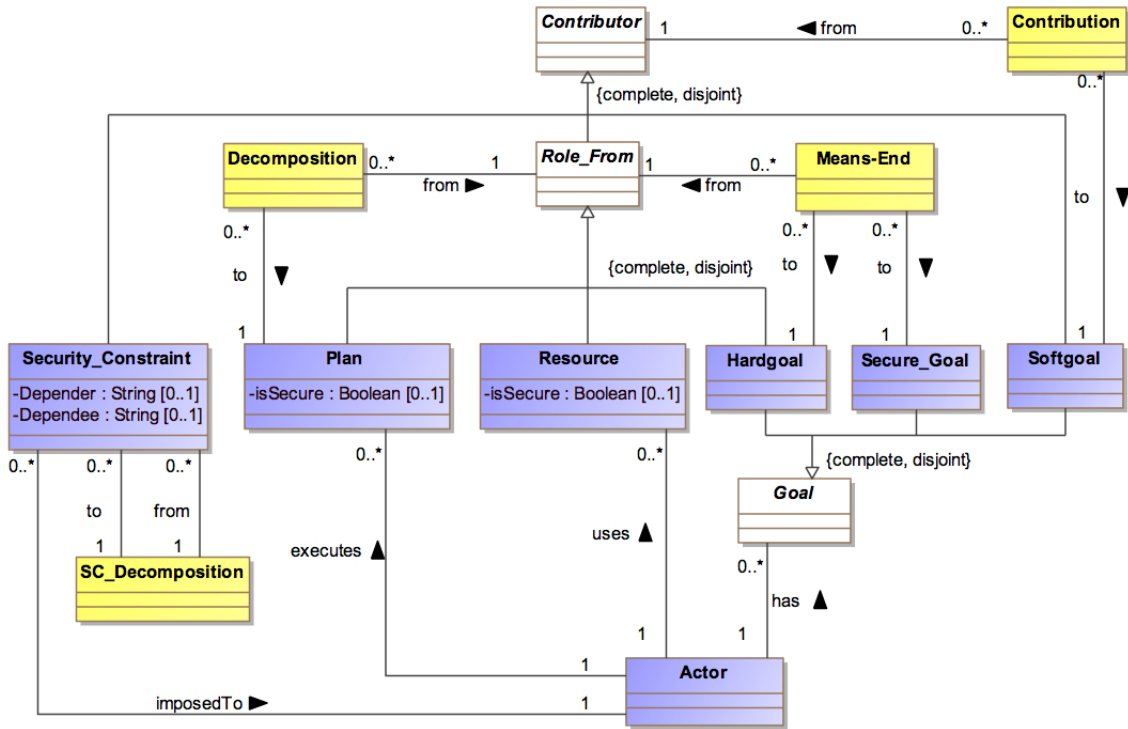 Contributor
1
◄ from
0..*
Contribution
0..*
{complete, disjoint}
Decomposition
0..*
1
from ►
Role_From
1
0..*
◄ from
Means-End
to ▼
0..*
to ▼
0..*
to ▼
0..*
to ▼
{complete, disjoint}
1
1
1
1
Security_Constraint
-Depender : String [0..1]
-Dependee : String [0..1]
Plan
-isSecure : Boolean [0..1]
Resource
-isSecure : Boolean [0..1]
Hardgoal
Secure_Goal
Softgoal
0..*
0..*
0..*
0..*
0..*
{complete, disjoint}
Goal
to
from
executes ▲
uses ▲
1
1
SC_Decomposition
0..*
has ▲
1
1
1
Actor
imposedTo ►
1